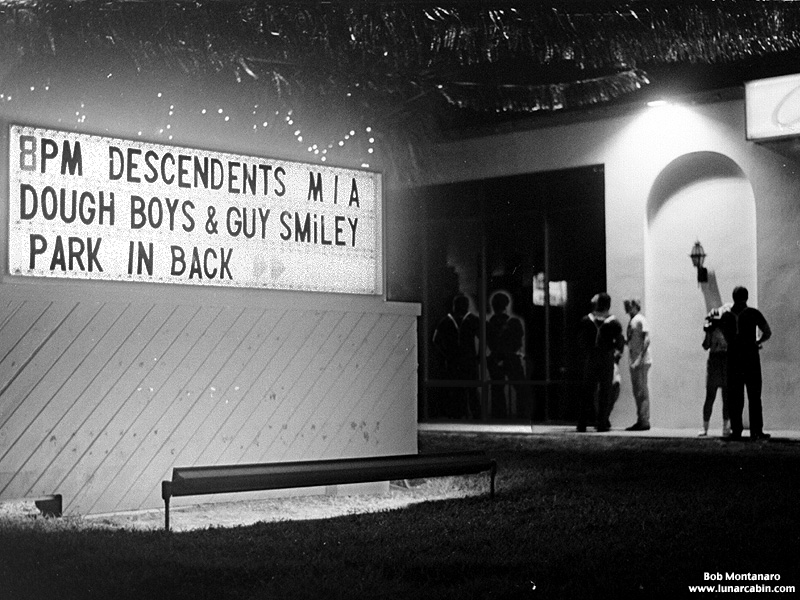 8PM DESCENDENTS MIA
DOUGH BOYS & GUY SMiLEY
PARK IN BACK
Bob Montanaro
www.lunarcabin.com